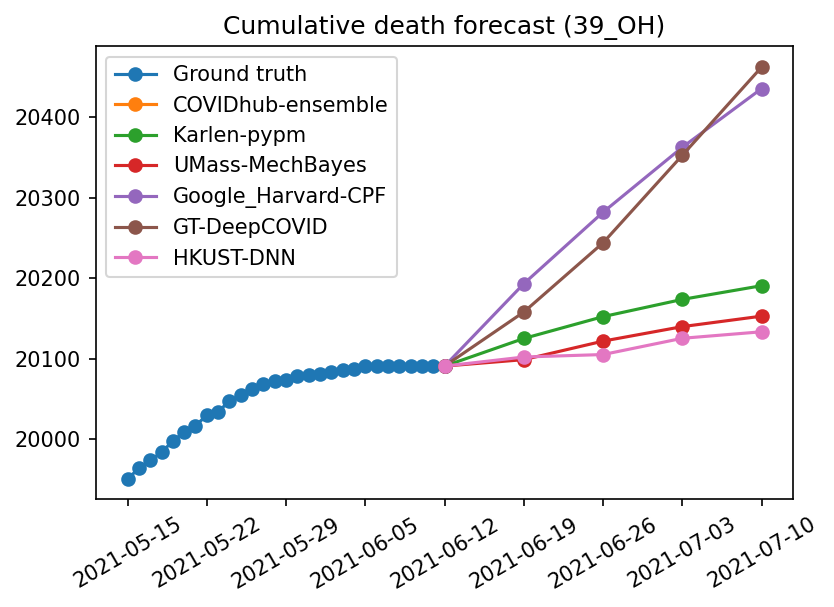 Cumulative death forecast (39_OH)
Ground truth
COVIDhub-ensemble
Karlen-pypm
UMass-MechBayes
Google_Harvard-CPF
GT-DeepCOVID
HKUST-DNN
20400
20300
20200
20100
20000
2021-05-15
2021-05-22
2021-05-29
2021-06-05
2021-06-12
2021-06-19
2021-06-26
2021-07-03
2021-07-10